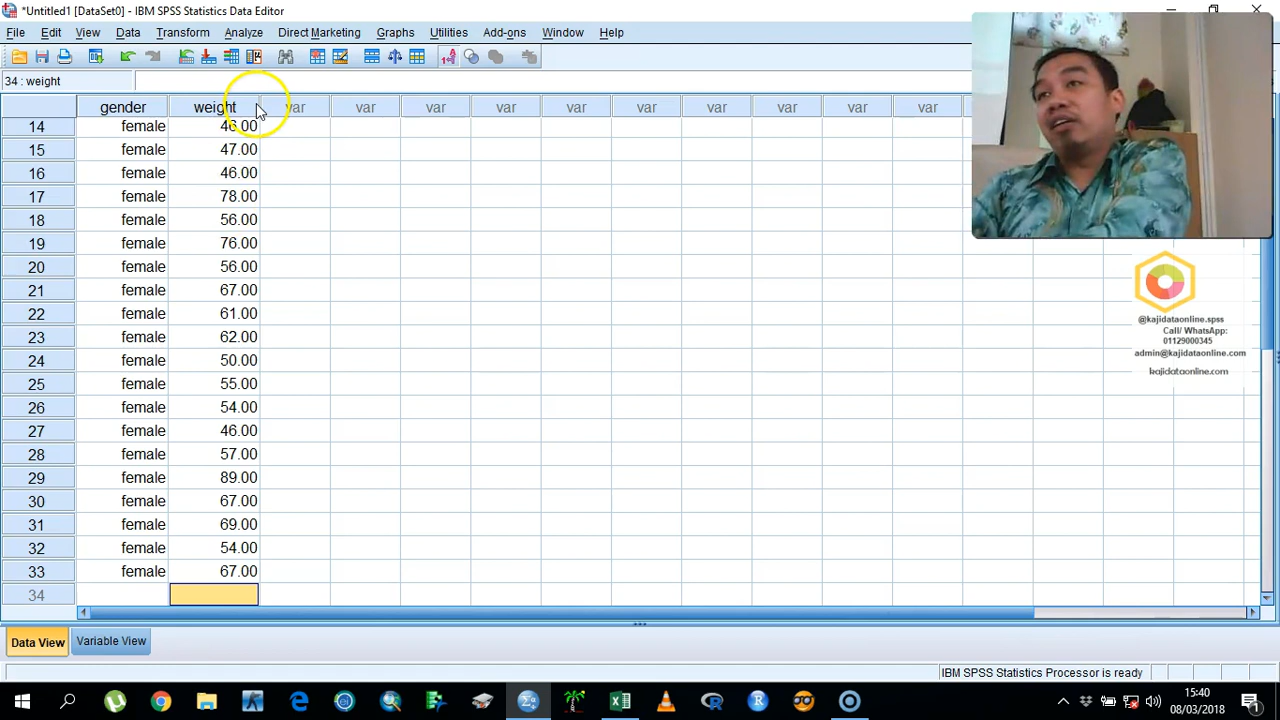 *Untitled1 [DataSet0] - IBM SPSS Statistics Data Editor
File Edit View Data Transform Analyze Direct Marketing Graphs Utilities Add-ons Window Help
34 : weight
gender weight var var var var var var var var var var
14 female 46.00
15 female 47.00
16 female 46.00
17 female 78.00
18 female 56.00
19 female 76.00
20 female 56.00
21 female 67.00
22 female 61.00
23 female 62.00
24 female 50.00
25 female 55.00
26 female 54.00
27 female 46.00
28 female 57.00
29 female 89.00
30 female 67.00
31 female 69.00
32 female 54.00
33 female 67.00
34
@kajidataonline.spss
Call/ WhatsApp:
01129000345
admin@kajidataonline.com
kajidataonline.com
Data View Variable View
IBM SPSS Statistics Processor is ready
15:40
08/03/2018